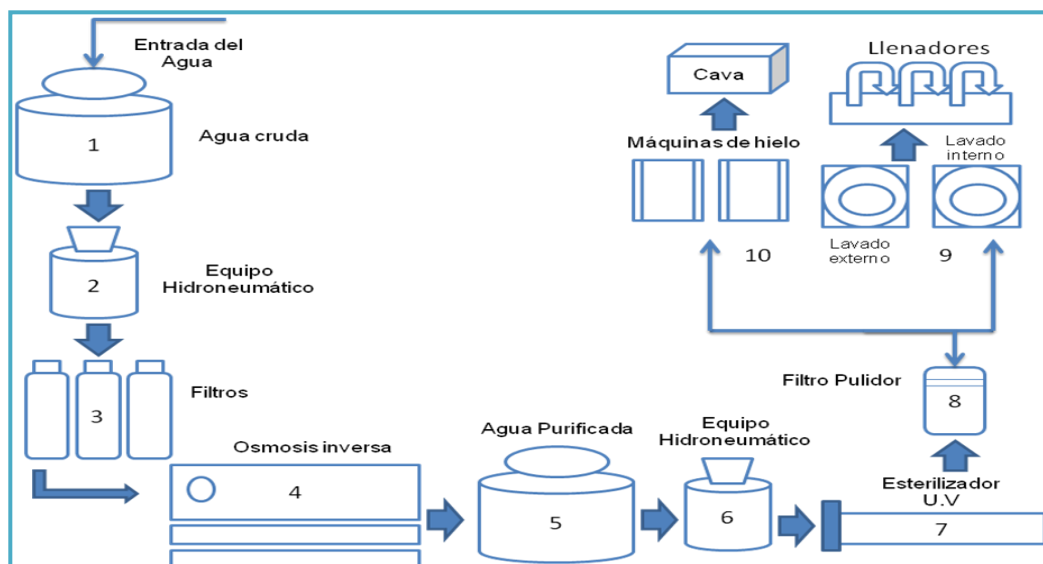 Entrada del
Agua
1
Agua cruda
2
Equipo
Hidroneumático
3
Filtros
Osmosis inversa
4
Agua Purificada
5
Equipo
Hidroneumático
6
Esterilizador
U.V
7
Filtro Pulidor
8
Lavado
externo
9
Lavado
interno
Llenadores
10
Máquinas de hielo
Cava